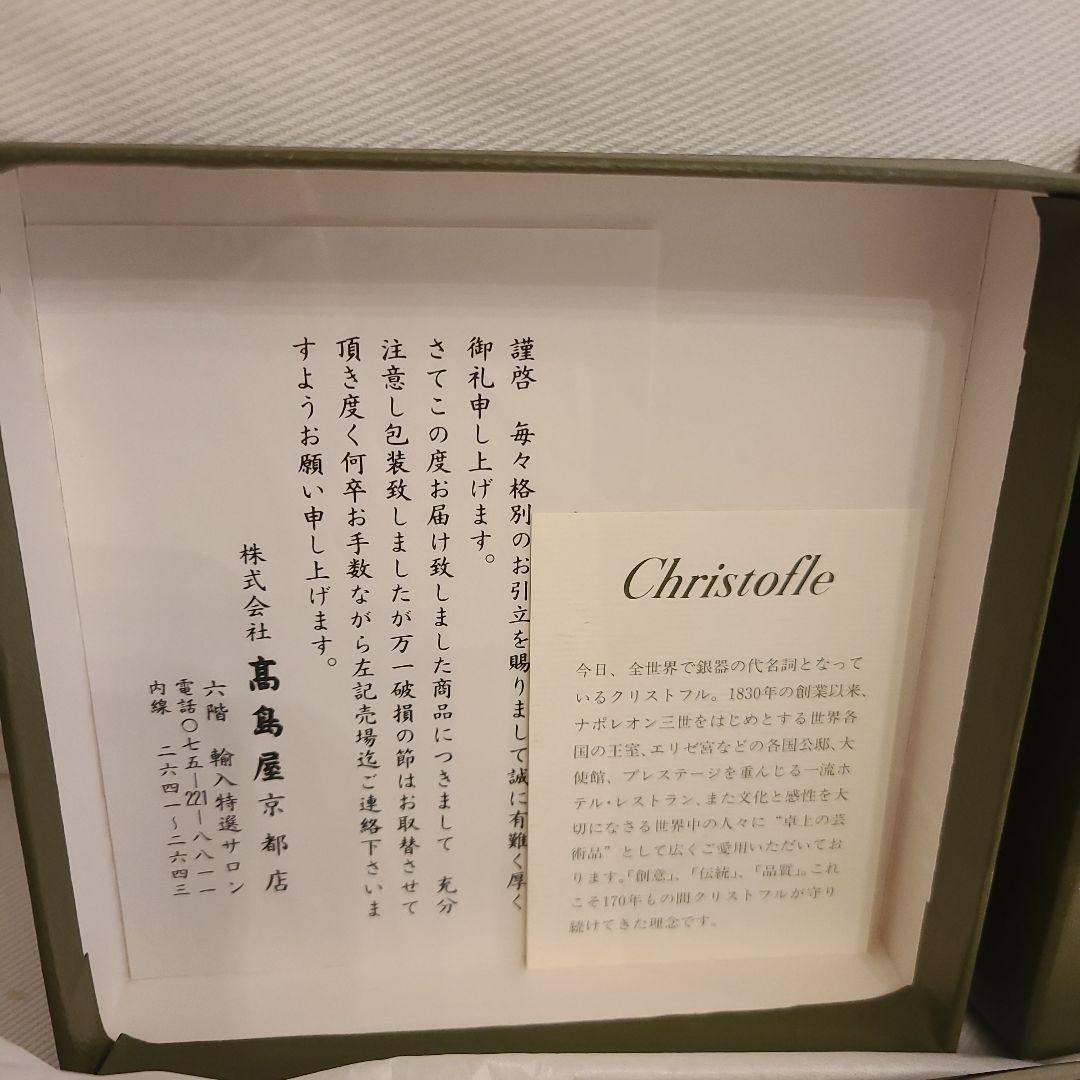 謹啓　毎々格別のお引立を賜りまして誠に有難く厚く
御礼申し上げます。
さてこの度お届け致しました商品につきまして　充分
注意し包装致しましたが万一破損の節はお取替させて
頂き度く何卒お手数ながら左記売場迄ご連絡下さいま
すようお願い申し上げます。
株式会社　髙島屋京都店
六階　輸入特選サロン
電話〇七五―221―八八一一
内線　二六四一〜二六四三
Christofle
今日、全世界で銀器の代名詞となって
いるクリストフル。1830年の創業以来、
ナポレオン三世をはじめとする世界各
国の王室、エリゼ宮などの各国公邸、大
使館、プレステージを重んじる一流ホ
テル・レストラン、また文化と感性を大
切になさる世界中の人々に“卓上の芸
術品”として広くご愛用いただいてお
ります。「創意」、「伝統」、「品質」。これ
こそ170年もの間クリストフルが守り
続けてきた理念です。